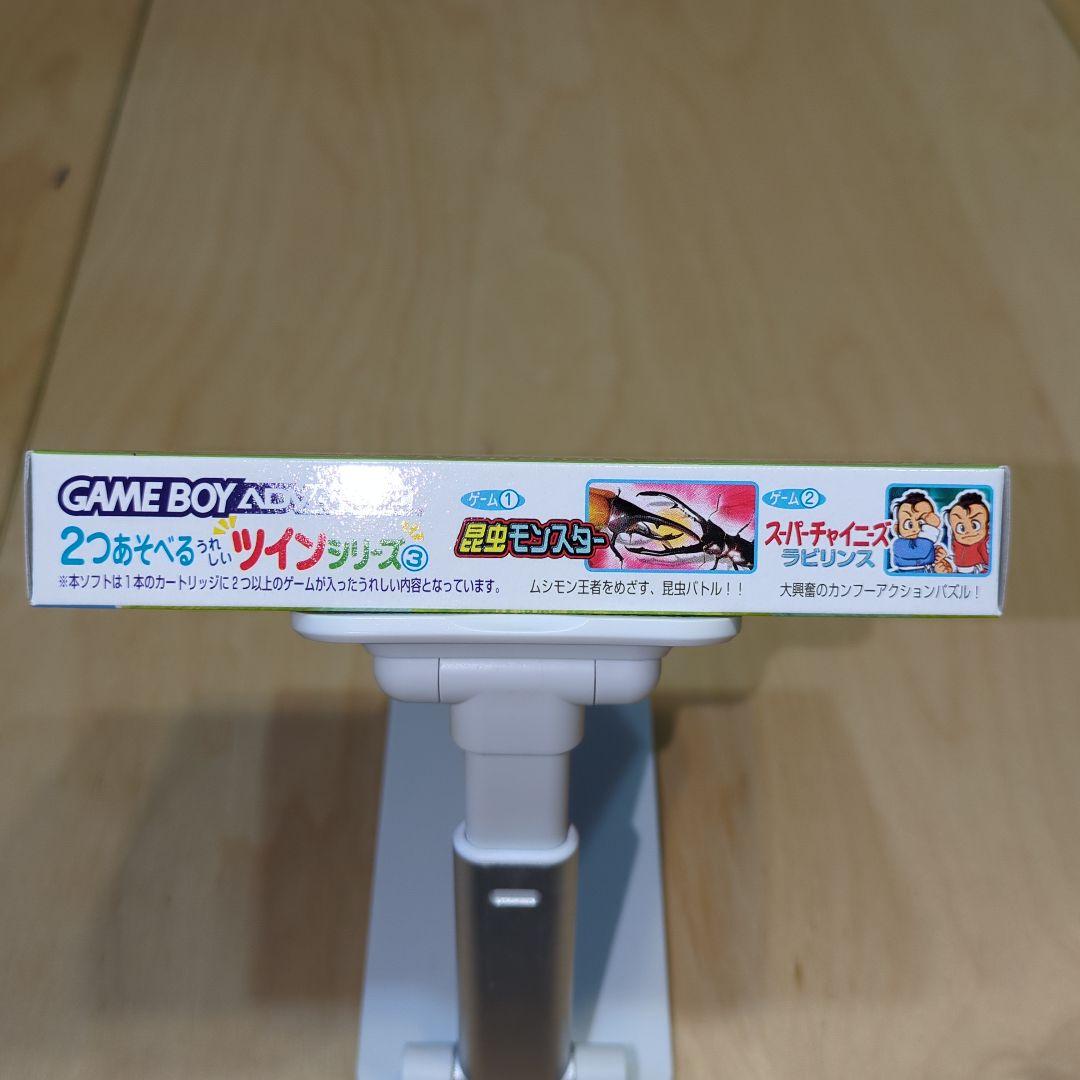 GAME BOY ADVANCE
2つあそべるうれしいツインシリーズ③
※本ソフトは1本のカートリッジに2つ以上のゲームが入ったうれしい内容となっています。
ゲーム①
昆虫モンスター
ムシモン王者をめざす、昆虫バトル!!
ゲーム②
スーパーチャイニーズ
ラビリンス
大興奮のカンフーアクションパズル!